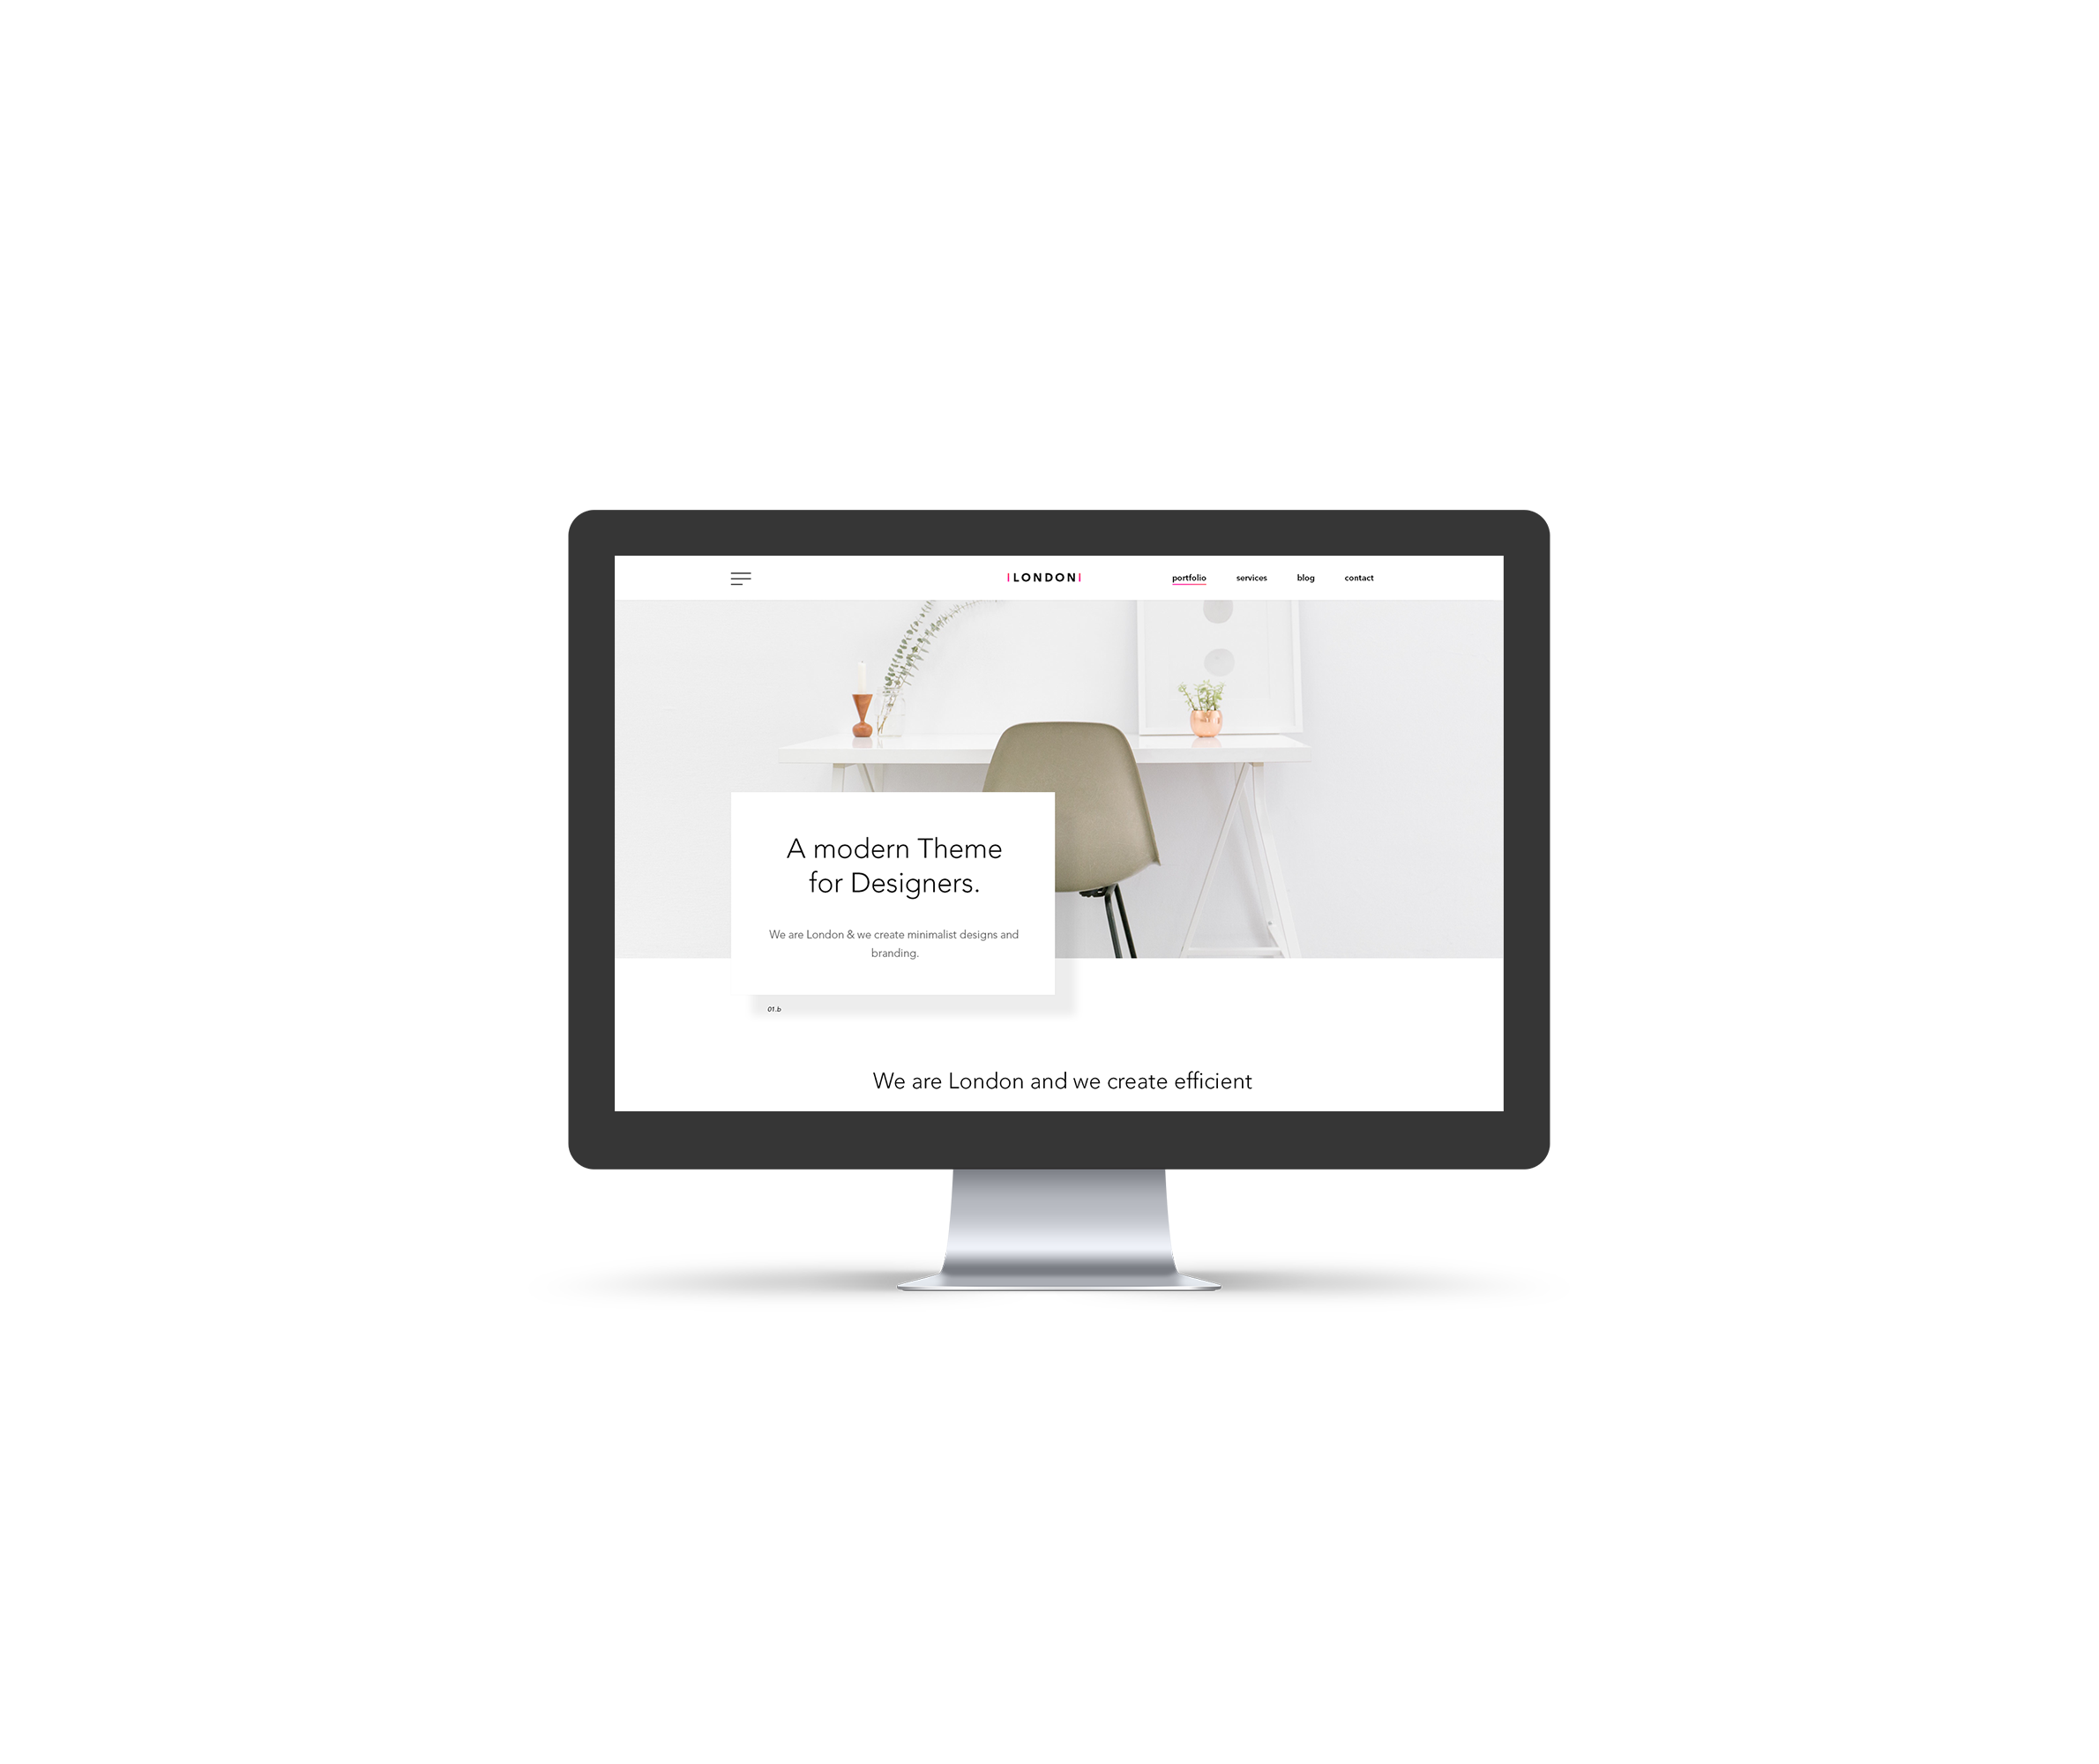 |LONDON|
portfolio services blog contact
A modern Theme
for Designers.
We are London & we create minimalist designs and
branding.
01.b
We are London and we create efficient